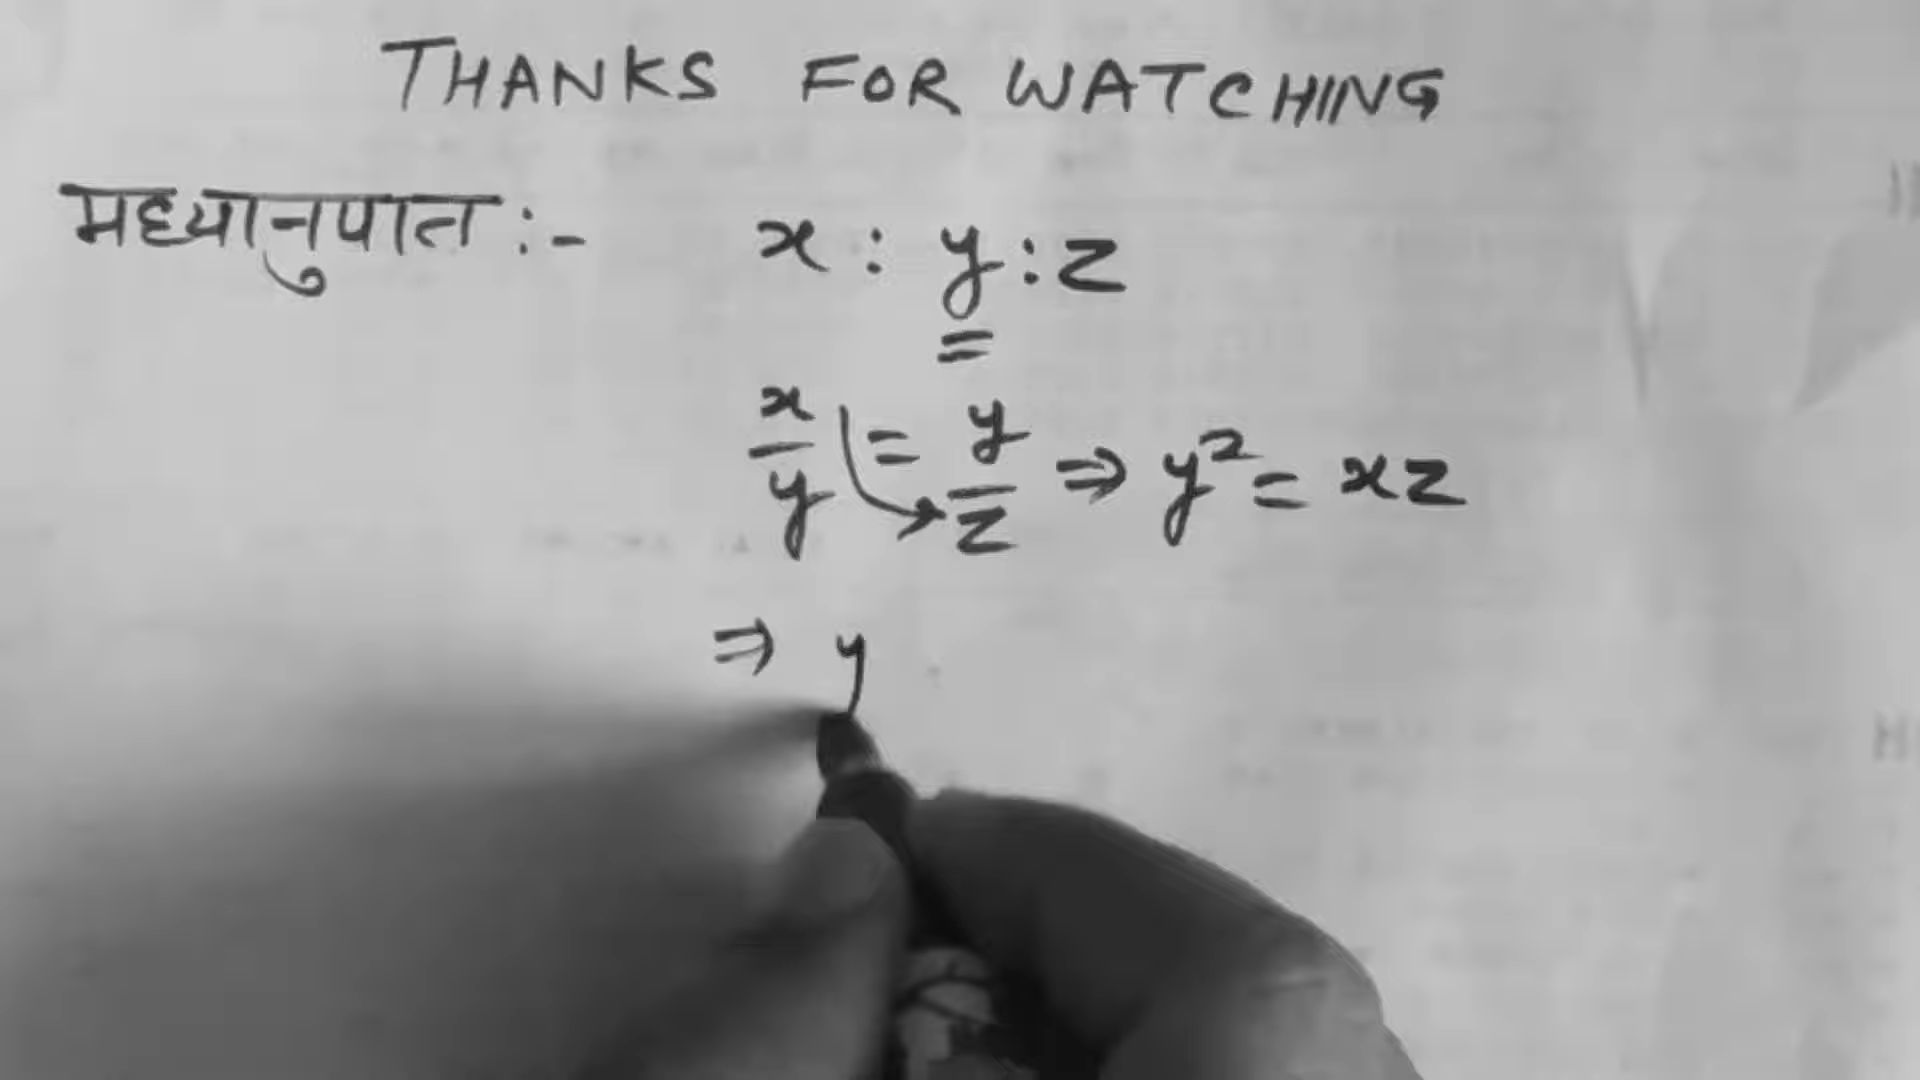 THANKS FOR WATCHING
मध्यानुपात :- x : y : z
x/y = y/z ⇒ y² = xz
⇒ y